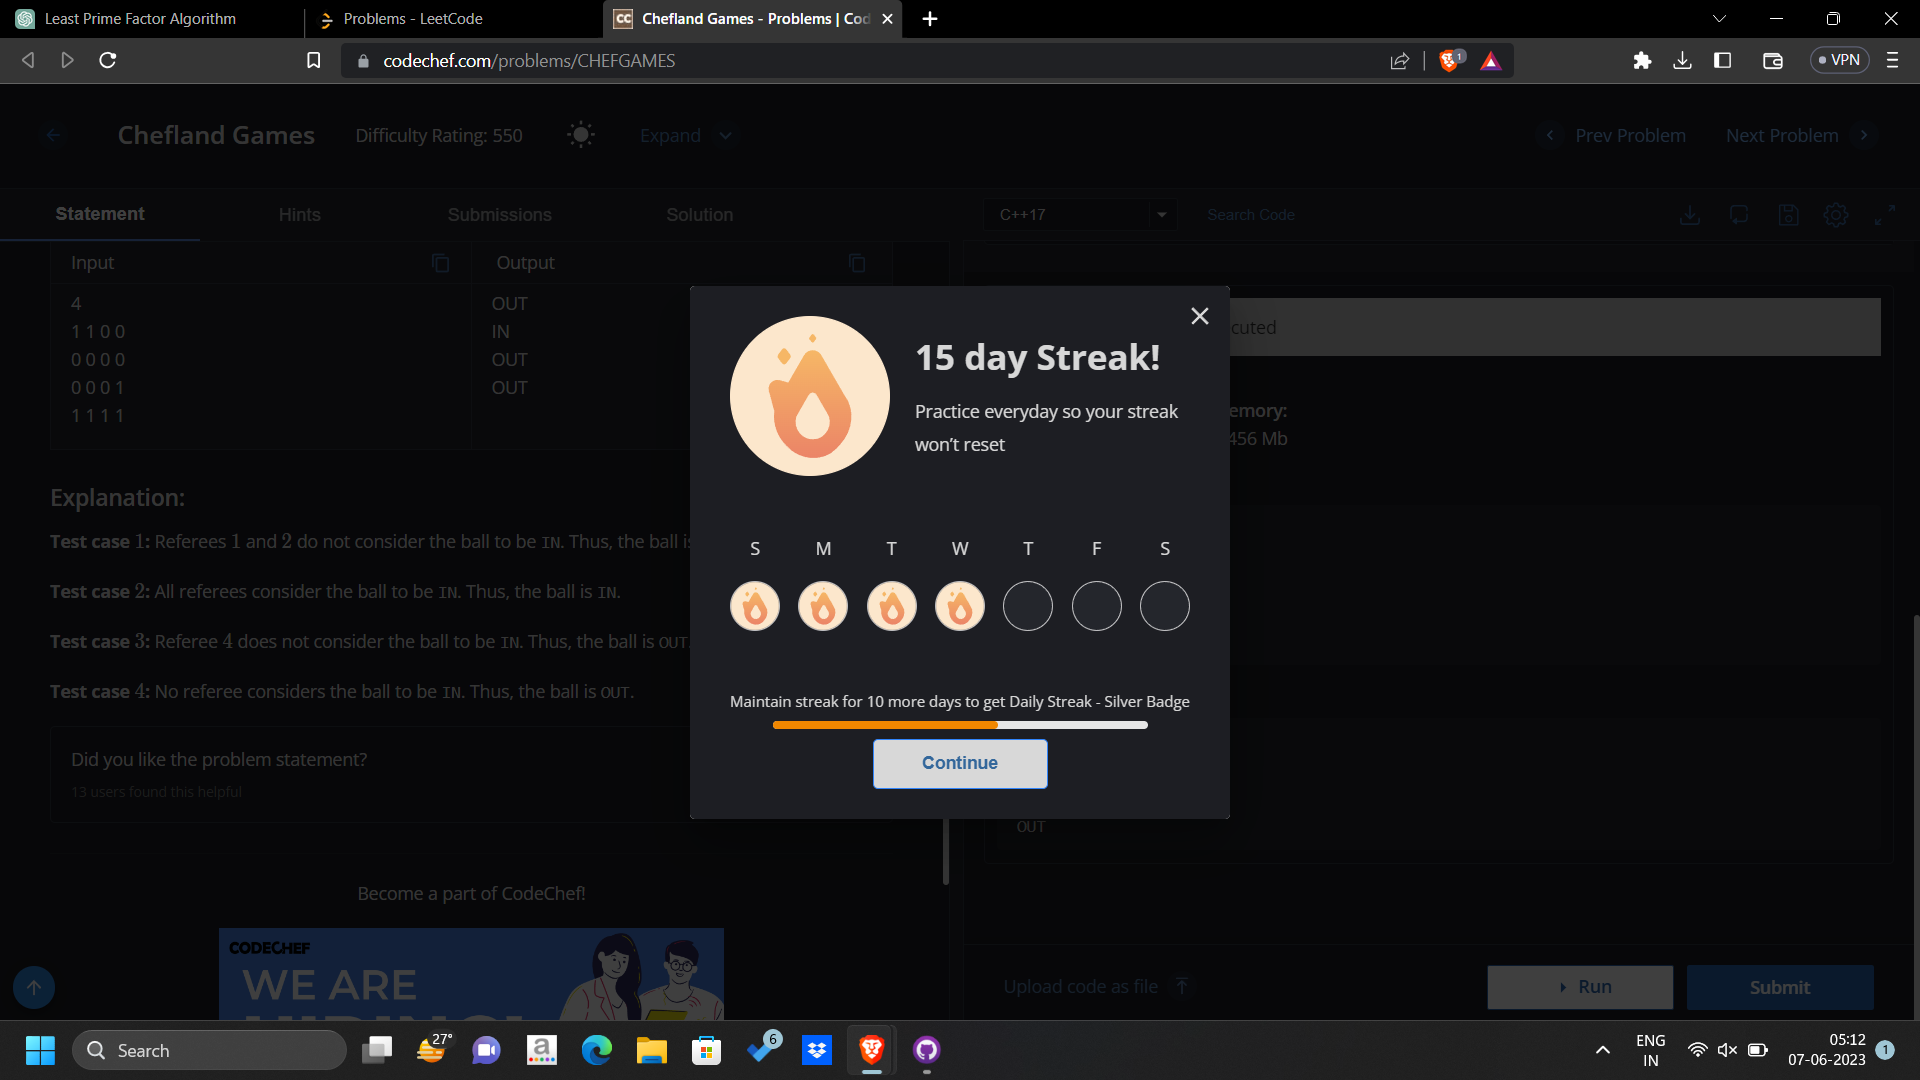 Least Prime Factor Algorithm
Problems - LeetCode
CC Chefland Games - Problems | Cod
codechef.com/problems/CHEFGAMES
1
VPN
Chefland Games
Difficulty Rating: 550
Expand
Prev Problem
Next Problem
Statement
Hints
Submissions
Solution
C++17
Search Code
Input
Output
4
1 1 0 0
0 0 0 0
0 0 0 1
1 1 1 1
OUT
IN
OUT
OUT
cuted
emory:
456 Mb
15 day Streak!
Practice everyday so your streak
won't reset
S M T W T F S
Maintain streak for 10 more days to get Daily Streak - Silver Badge
Continue
Explanation:
Test case 1: Referees 1 and 2 do not consider the ball to be IN. Thus, the ball is
Test case 2: All referees consider the ball to be IN. Thus, the ball is IN.
Test case 3: Referee 4 does not consider the ball to be IN. Thus, the ball is OUT.
Test case 4: No referee considers the ball to be IN. Thus, the ball is OUT.
Did you like the problem statement?
13 users found this helpful
OUT
Become a part of CodeChef!
CODECHEF
WE ARE
HIRING!
Upload code as file
Run
Submit
Search
27°
a
6
ENG
IN
05:12
07-06-2023
1